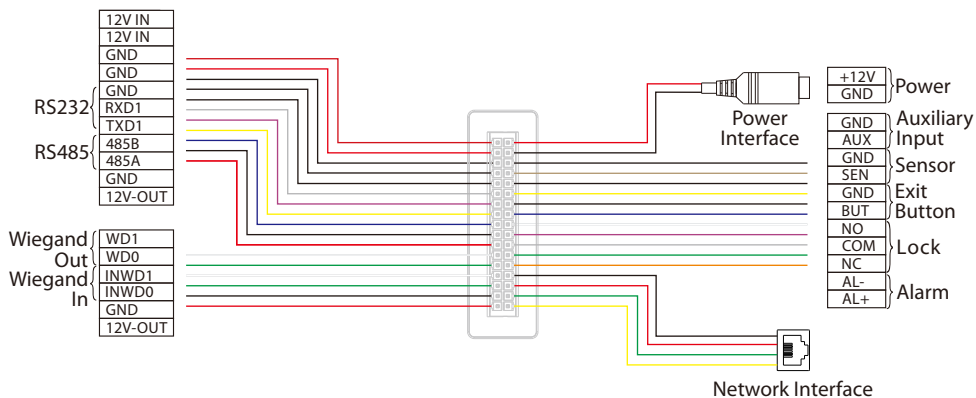 12V IN
12V IN
GND
GND
GND
RS232
RXD1
TXD1
RS485
485B
485A
GND
12V-OUT
Wiegand
Out
WD1
WD0
Wiegand
In
INWD1
INWD0
GND
12V-OUT
Power
Interface
+12V
GND
Power
GND
AUX
Auxiliary
Input
GND
SEN
Sensor
GND
BUT
Exit
Button
NO
COM
NC
Lock
AL-
AL+
Alarm
Network Interface